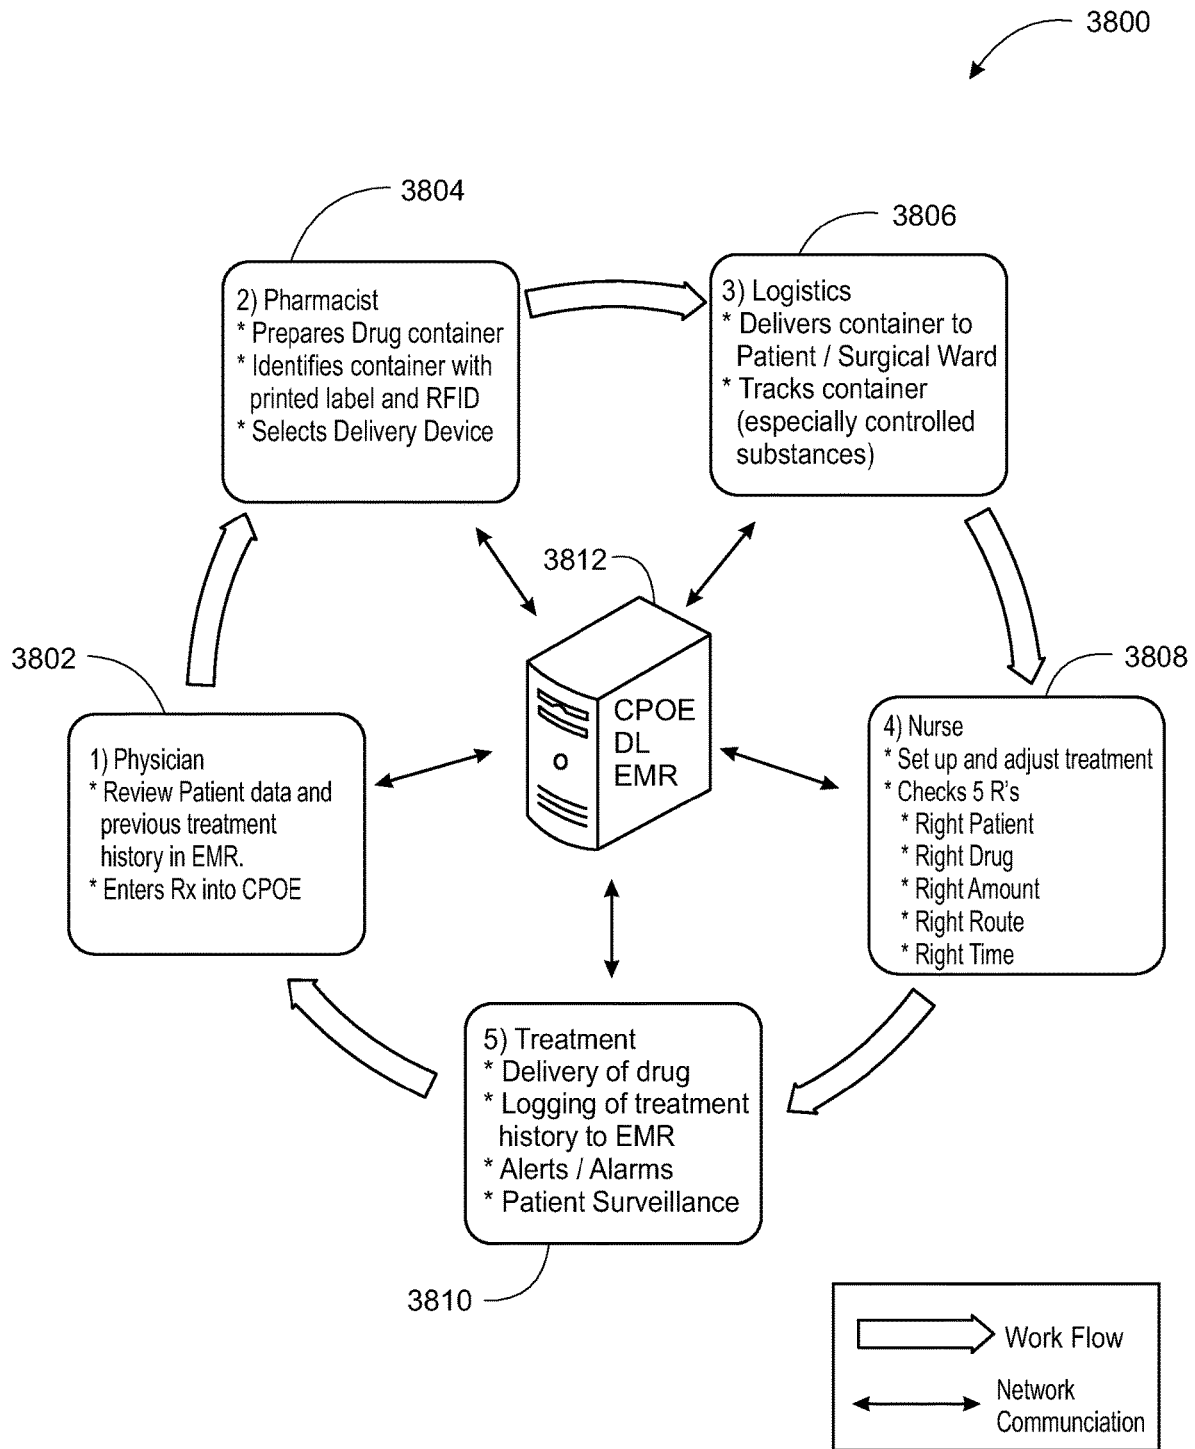 3800
3804
2) Pharmacist
* Prepares Drug container
* Identifies container with
printed label and RFID
* Selects Delivery Device
3806
3) Logistics
* Delivers container to
Patient / Surgical Ward
* Tracks container
(especially controlled
substances)
3812
CPOE
DL
EMR
3802
1) Physician
* Review Patient data and
previous treatment
history in EMR.
* Enters Rx into CPOE
3808
4) Nurse
* Set up and adjust treatment
* Checks 5 R's
* Right Patient
* Right Drug
* Right Amount
* Right Route
* Right Time
5) Treatment
* Delivery of drug
* Logging of treatment
history to EMR
* Alerts / Alarms
* Patient Surveillance
3810
Work Flow
Network
Communciation